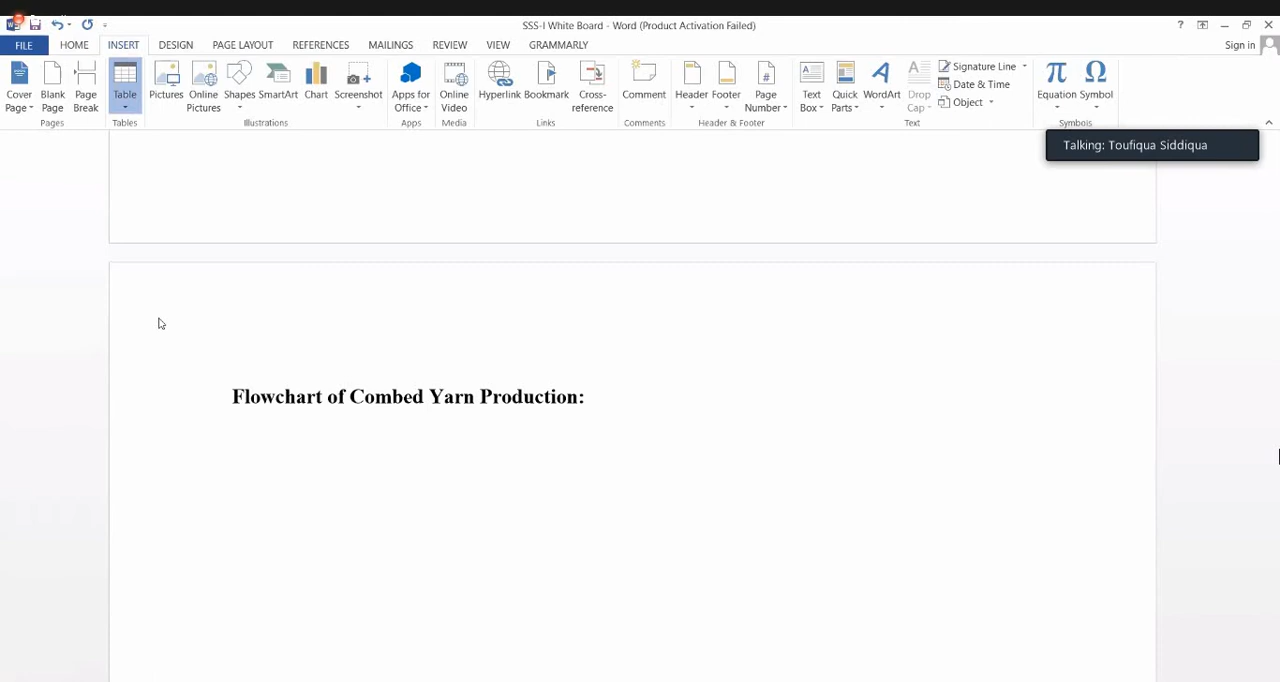 SSS-I White Board - Word (Product Activation Failed)
FILE HOME INSERT DESIGN PAGE LAYOUT REFERENCES MAILINGS REVIEW VIEW GRAMMARLY Sign in
Cover Page Blank Page Page Break Table Pictures Online Pictures Shapes SmartArt Chart Screenshot Apps for Office Online Video Hyperlink Bookmark Cross-reference Comment Header Footer Page Number Text Box Quick Parts WordArt Drop Cap Signature Line Date & Time Object Equation Symbol
Pages Tables Illustrations Apps Media Links Comments Header & Footer Text Symbols
Talking: Toufiqua Siddiqua
Flowchart of Combed Yarn Production: